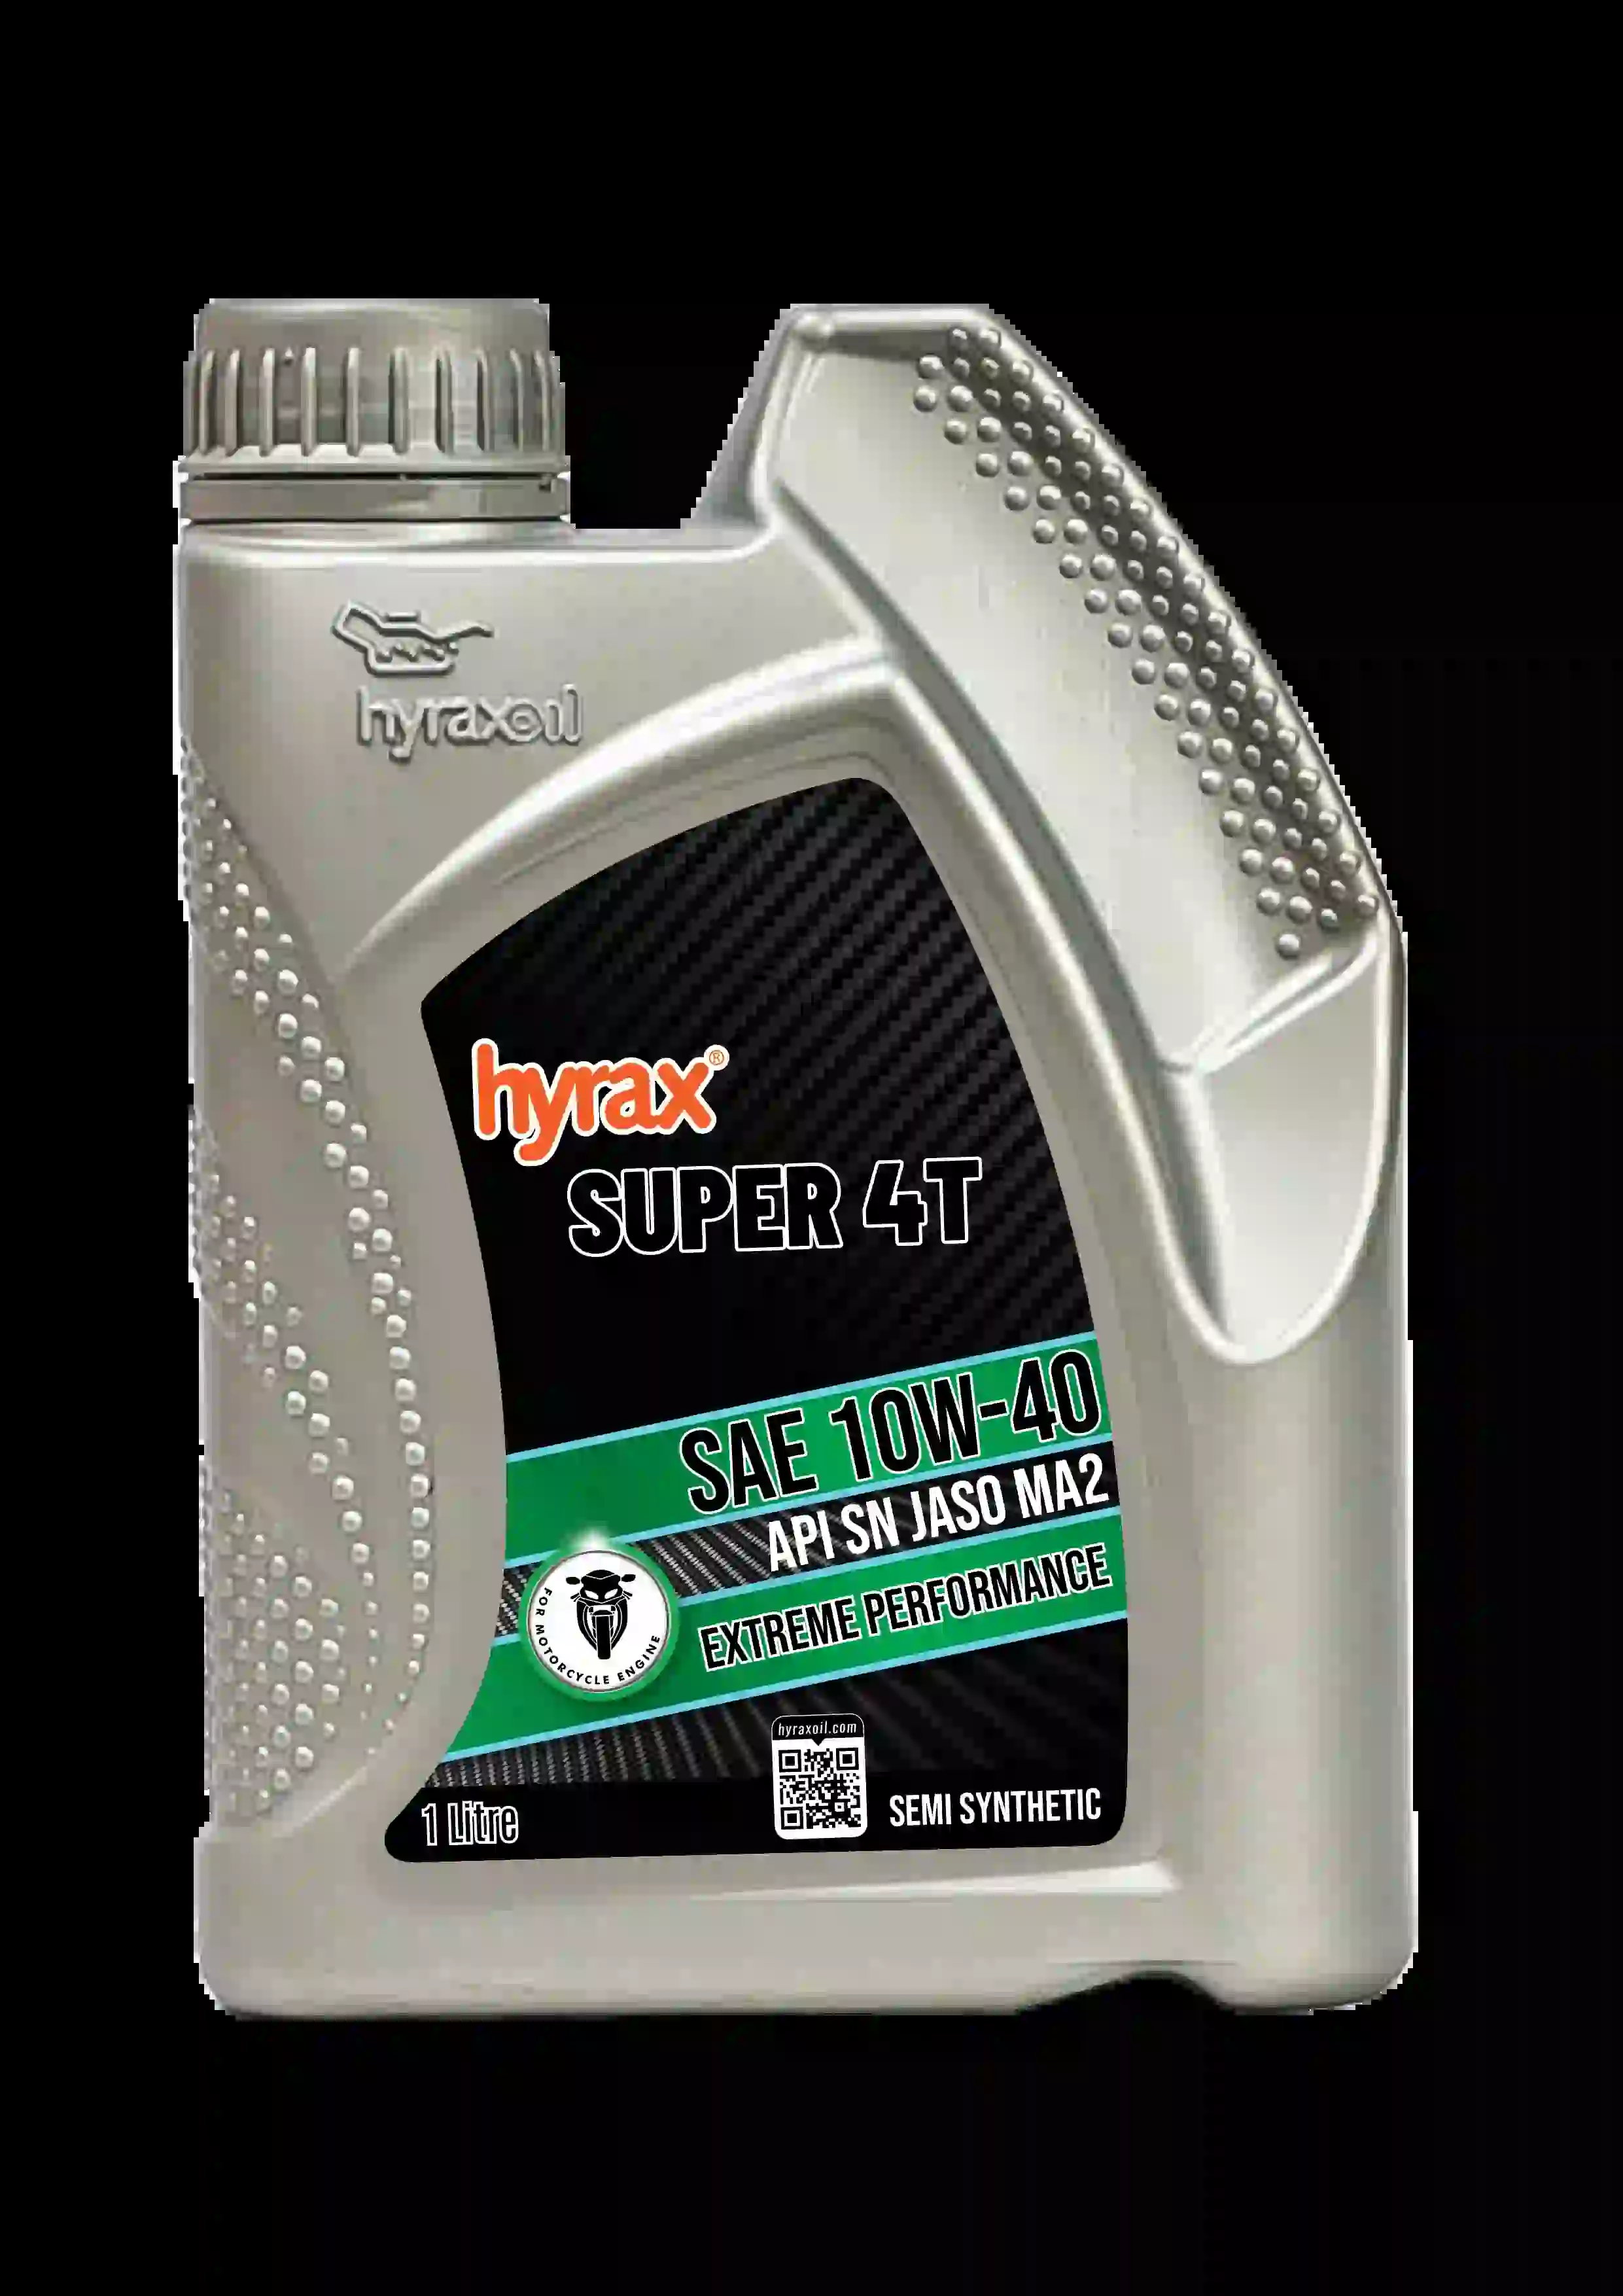 hyraxoil
hyrax®
SUPER 4T
SAE 10W-40
API SN JASO MA2
EXTREME PERFORMANCE
FOR MOTORCYCLE ENGINE
hyraxoil.com
1 Litre
SEMI SYNTHETIC